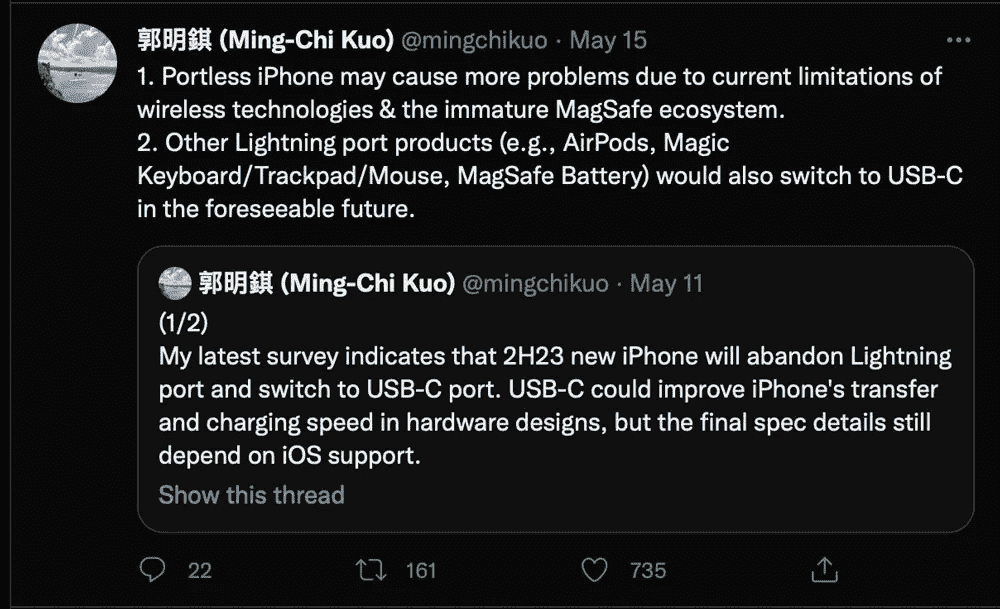 郭明錤 (Ming-Chi Kuo) @mingchikuo · May 15
1. Portless iPhone may cause more problems due to current limitations of
wireless technologies & the immature MagSafe ecosystem.
2. Other Lightning port products (e.g., AirPods, Magic
Keyboard/Trackpad/Mouse, MagSafe Battery) would also switch to USB-C
in the foreseeable future.
郭明錤 (Ming-Chi Kuo) @mingchikuo · May 11
(1/2)
My latest survey indicates that 2H23 new iPhone will abandon Lightning
port and switch to USB-C port. USB-C could improve iPhone's transfer
and charging speed in hardware designs, but the final spec details still
depend on iOS support.
Show this thread
22 161 735